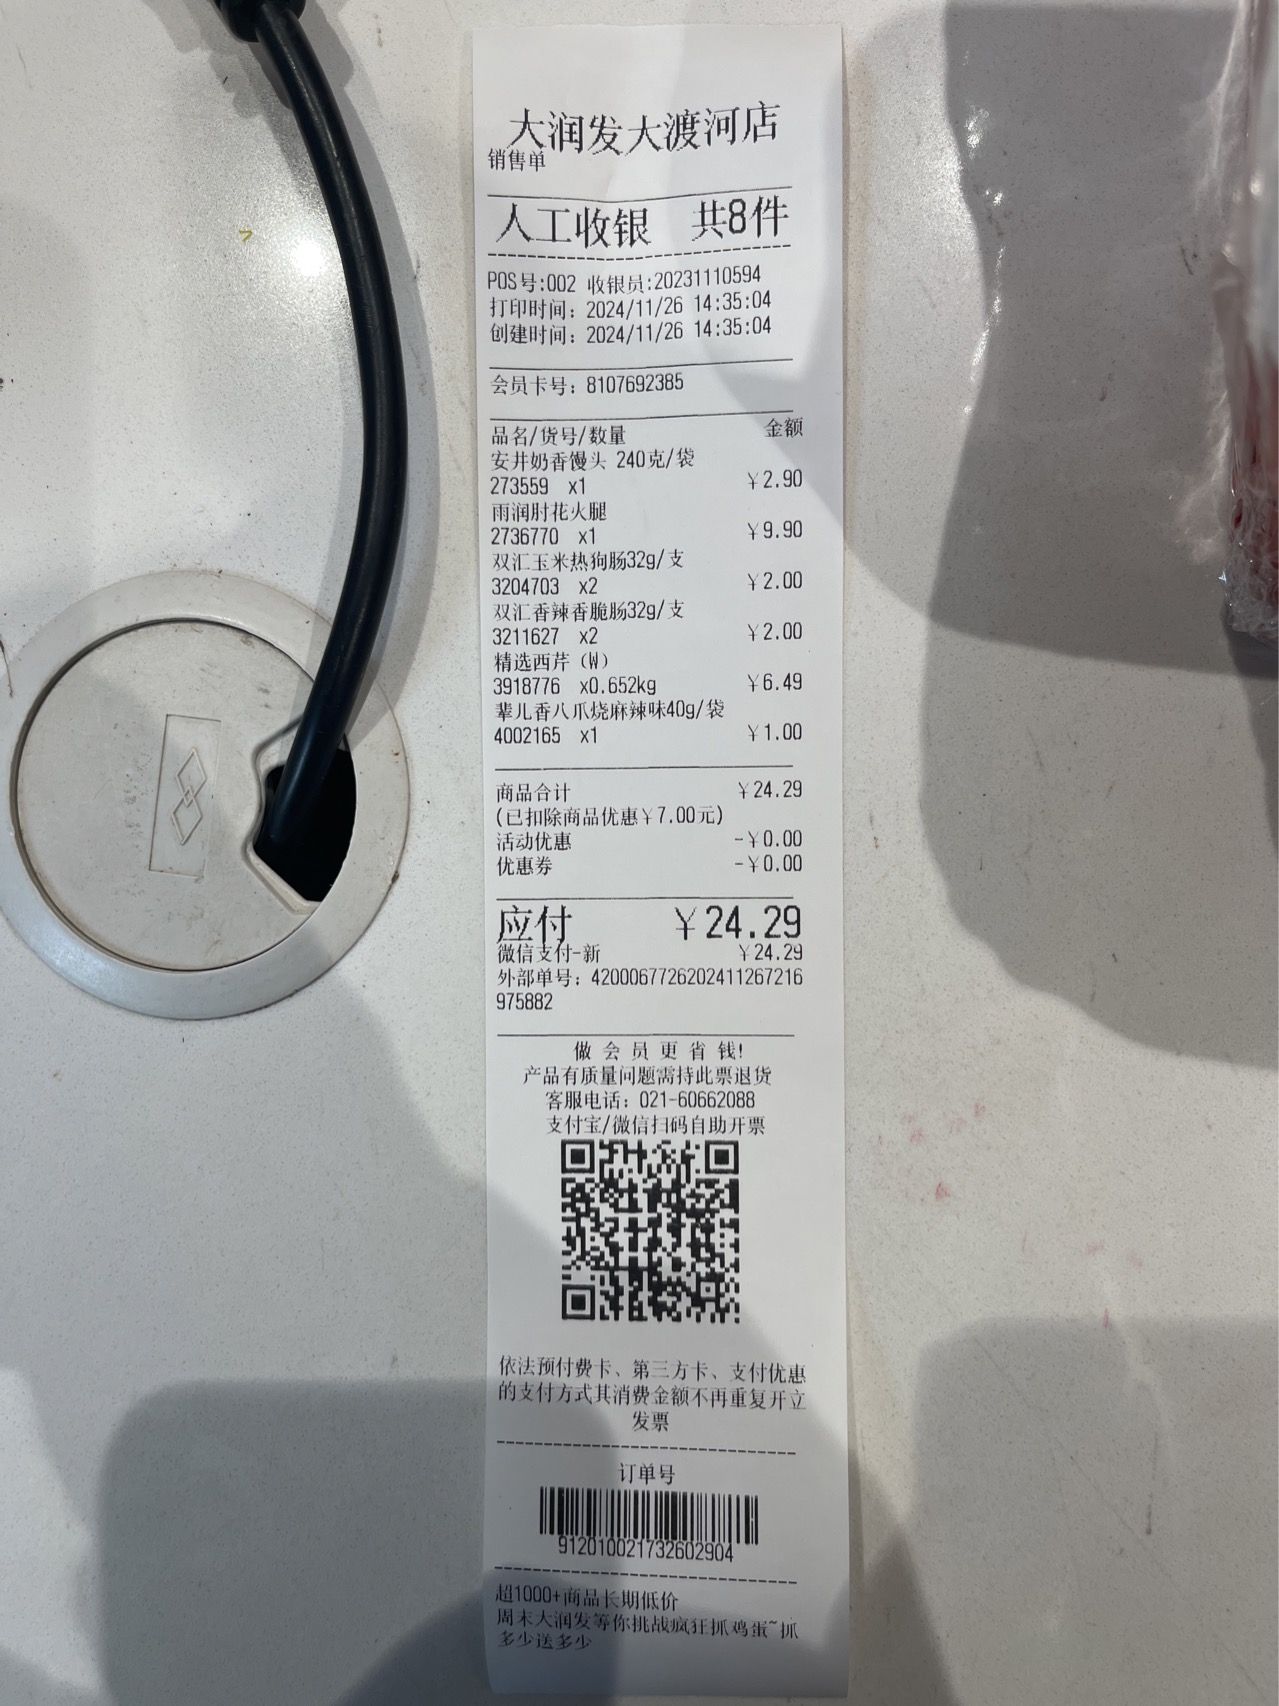 大润发大渡河店
销售单
人工收银 共8件
POS号:002 收银员:20231110594
打印时间: 2024/11/26 14:35:04
创建时间: 2024/11/26 14:35:04
会员卡号: 8107692385
品名/货号/数量 金额
安井奶香馒头 240克/袋
273559 x1 ¥2.90
雨润肘花火腿
2736770 x1 ¥9.90
双汇玉米热狗肠32g/支
3204703 x2 ¥2.00
双汇香辣香脆肠32g/支
3211627 x2 ¥2.00
精选西芹(W)
3918776 x0.652kg ¥6.49
辈儿香八爪烧麻辣味40g/袋
4002165 x1 ¥1.00
商品合计 ¥24.29
(已扣除商品优惠¥7.00元)
活动优惠 -¥0.00
优惠券 -¥0.00
应付 ¥24.29
微信支付-新 ¥24.29
外部单号: 4200067726202411267216
975882
做会员更省钱!
产品有质量问题需持此票退货
客服电话: 021-60662088
支付宝/微信扫码自助开票
依法预付费卡、第三方卡、支付优惠
的支付方式其消费金额不再重复开立
发票
订单号
912010021732602904
超1000+商品长期低价
周末大润发等你挑战疯狂抓鸡蛋~抓
多少送多少